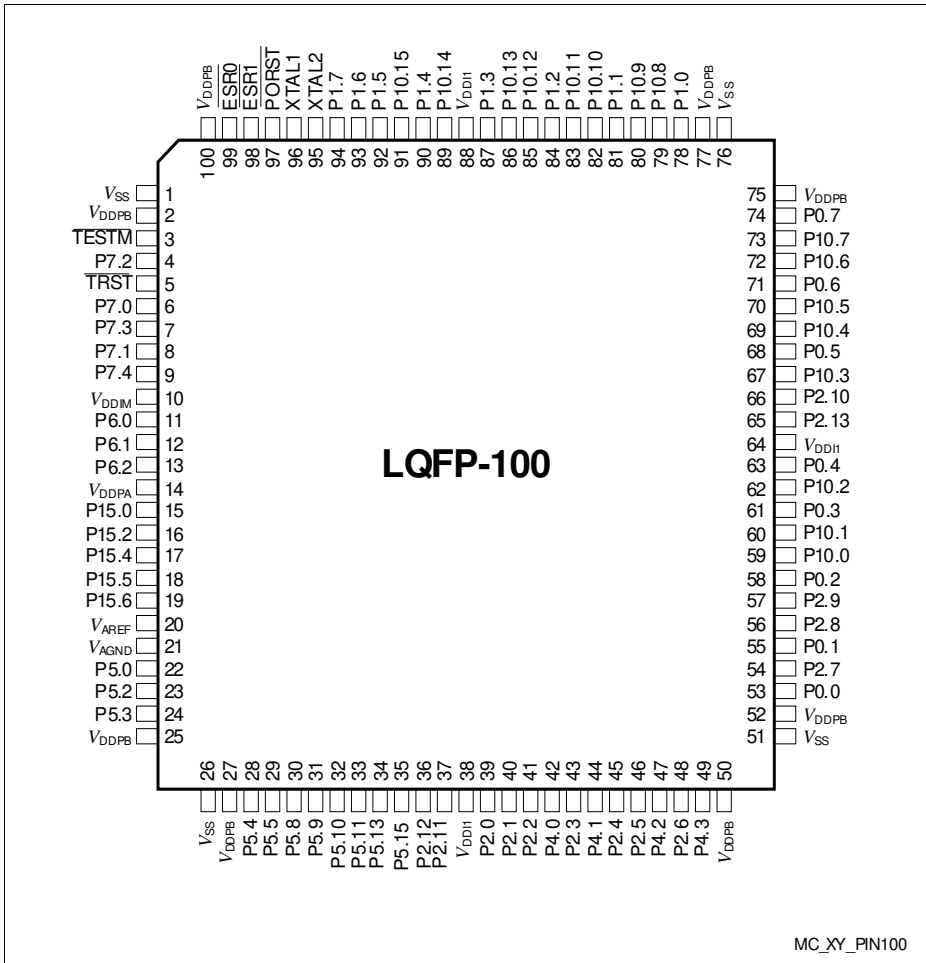 VDDPB
ESR0
ESR1
PORST
XTAL1
XTAL2
P1.7
P1.6
P1.5
P10.15
P1.4
P10.14
VDDI1
P1.3
P10.13
P10.12
P1.2
P10.11
P10.10
P1.1
P10.9
P10.8
P1.0
VDDPB
VSS
100
99
98
97
96
95
94
93
92
91
90
89
88
87
86
85
84
83
82
81
80
79
78
77
76
VSS 1
VDDPB 2
TESTM 3
P7.2 4
TRST 5
P7.0 6
P7.3 7
P7.1 8
P7.4 9
VDDIM 10
P6.0 11
P6.1 12
P6.2 13
VDDPA 14
P15.0 15
P15.2 16
P15.4 17
P15.5 18
P15.6 19
VAREF 20
VAGND 21
P5.0 22
P5.2 23
P5.3 24
VDDPB 25
LQFP-100
75 VDDPB
74 P0.7
73 P10.7
72 P10.6
71 P0.6
70 P10.5
69 P10.4
68 P0.5
67 P10.3
66 P2.10
65 P2.13
64 VDDI1
63 P0.4
62 P10.2
61 P0.3
60 P10.1
59 P10.0
58 P0.2
57 P2.9
56 P2.8
55 P0.1
54 P2.7
53 P0.0
52 VDDPB
51 VSS
26
27
28
29
30
31
32
33
34
35
36
37
38
39
40
41
42
43
44
45
46
47
48
49
50
VSS
VDDPB
P5.4
P5.5
P5.8
P5.9
P5.10
P5.11
P5.13
P5.15
P2.12
P2.11
VDDI1
P2.0
P2.1
P2.2
P4.0
P2.3
P4.1
P2.4
P2.5
P4.2
P2.6
P4.3
VDDPB
MC_XY_PIN100